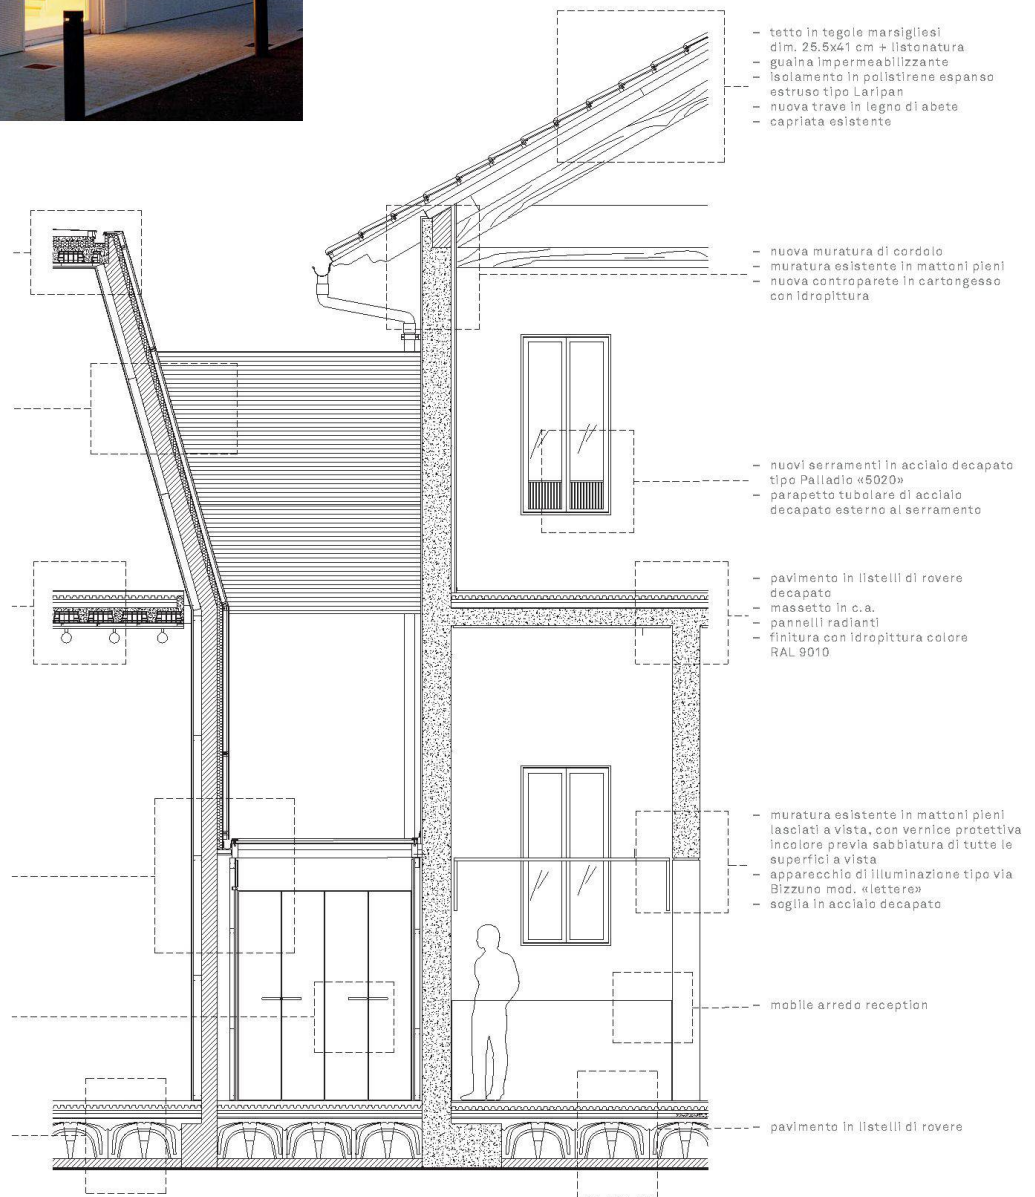 – tetto in tegole marsigliesi
dim. 25.5x41 cm + listonatura
– guaina impermeabilizzante
– isolamento in polistirene espanso
estruso tipo Laripan
– nuova trave in legno di abete
– capriata esistente
– nuova muratura di cordolo
– muratura esistente in mattoni pieni
– nuova controparete in cartongesso
con idropittura
– nuovi serramenti in acciaio decapato
tipo Palladio «5020»
– parapetto tubolare di acciaio
decapato esterno al serramento
– pavimento in listelli di rovere
decapato
– massetto in c.a.
– pannelli radianti
– finitura con idropittura colore
RAL 9010
– muratura esistente in mattoni pieni
lasciati a vista, con vernice protettiva
incolore previa sabbiatura di tutte le
superfici a vista
– apparecchio di illuminazione tipo via
Bizzuno mod. «lettere»
– soglia in acciaio decapato
– mobile arredo reception
– pavimento in listelli di rovere